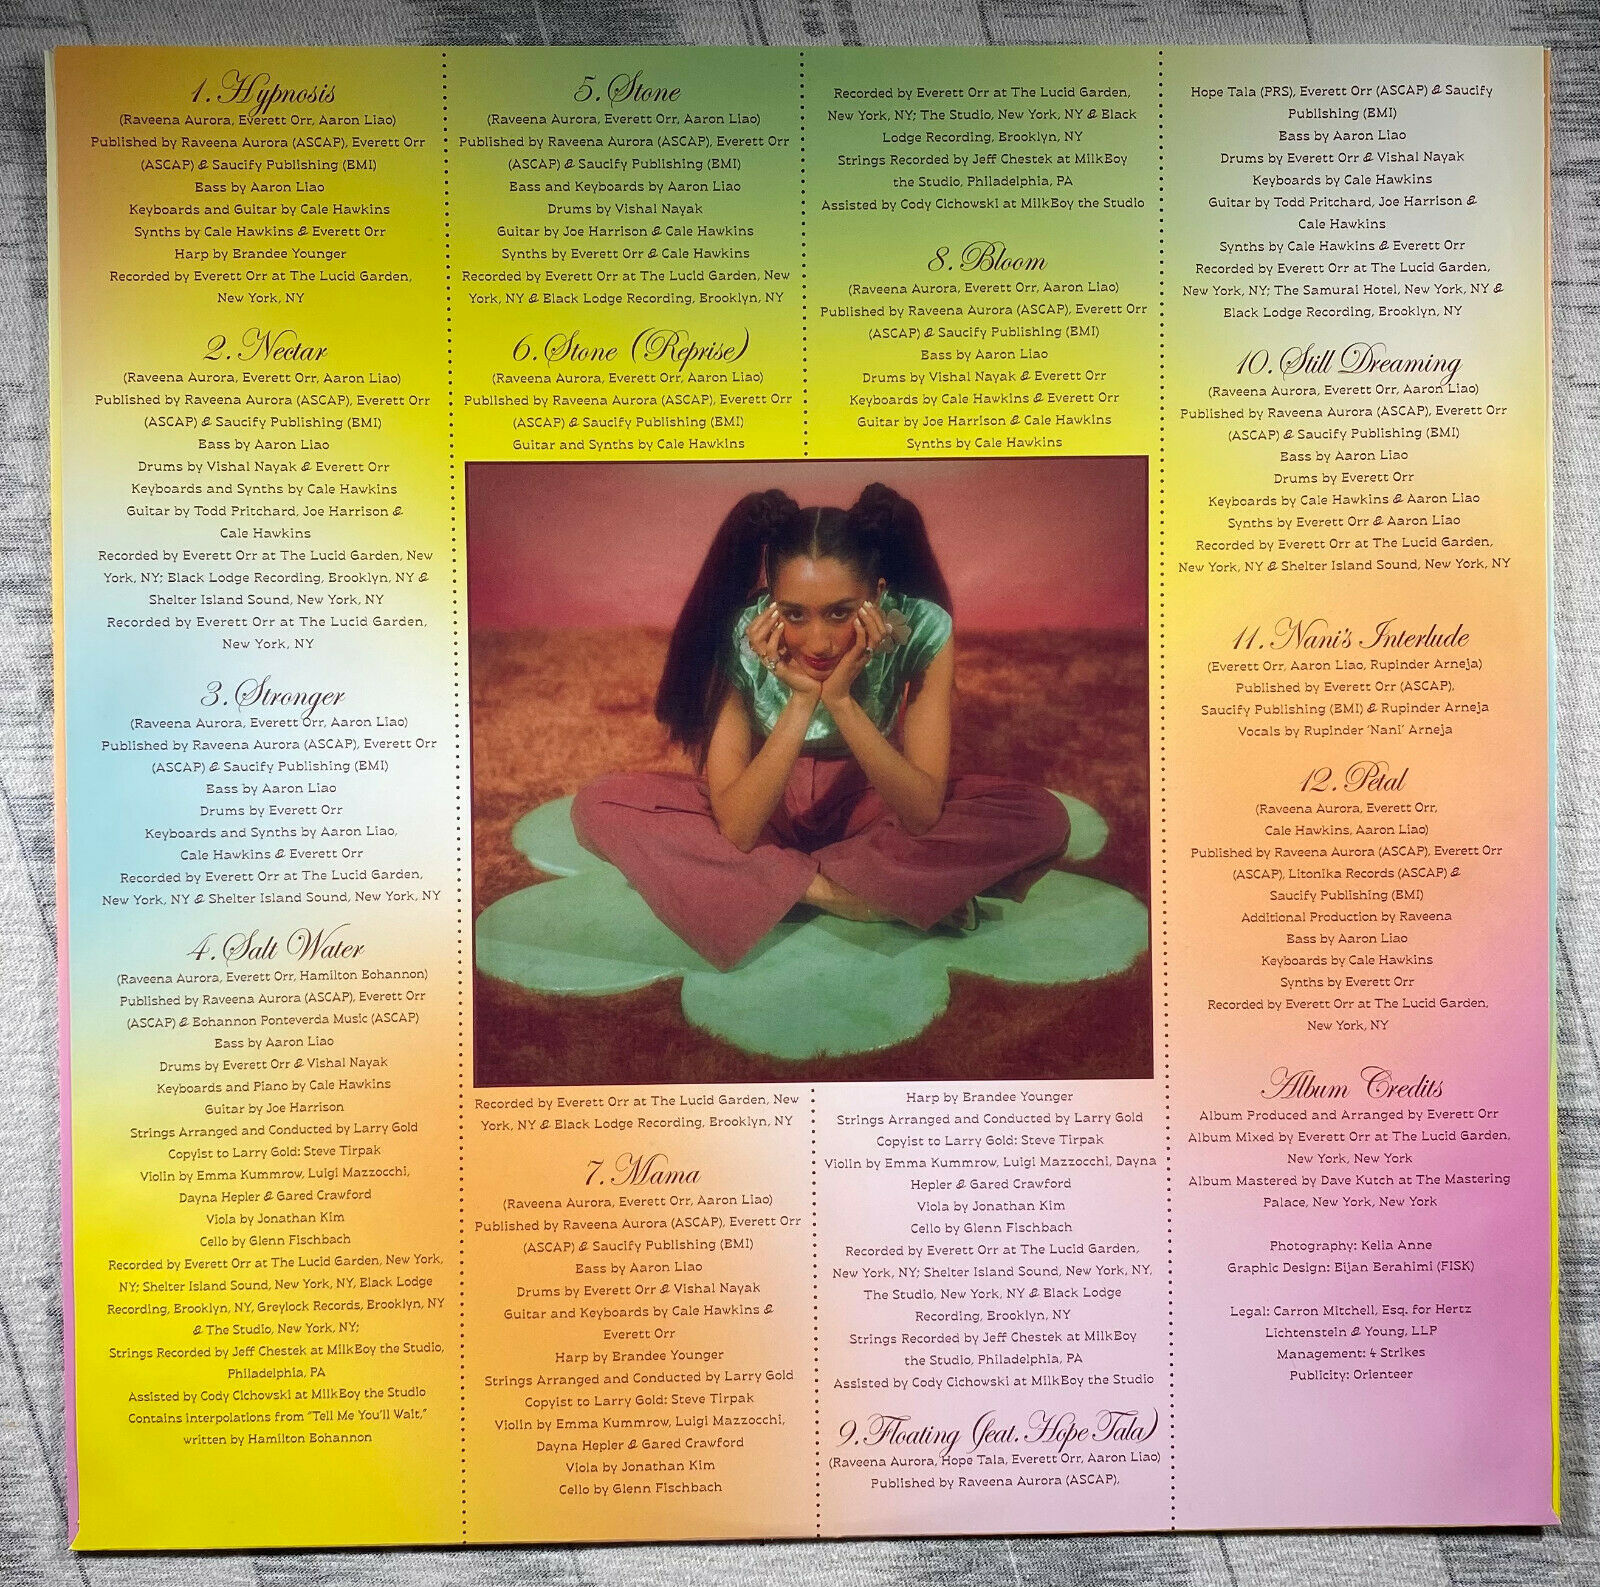 1. Hypnosis
(Raveena Aurora, Everett Orr, Aaron Liao)
Published by Raveena Aurora (ASCAP), Everett Orr
(ASCAP) & Saucify Publishing (BMI)
Bass by Aaron Liao
Keyboards and Guitar by Cale Hawkins
Synths by Cale Hawkins & Everett Orr
Harp by Brandee Younger
Recorded by Everett Orr at The Lucid Garden,
New York, NY
2. Nectar
(Raveena Aurora, Everett Orr, Aaron Liao)
Published by Raveena Aurora (ASCAP), Everett Orr
(ASCAP) & Saucify Publishing (BMI)
Bass by Aaron Liao
Drums by Vishal Nayak & Everett Orr
Keyboards and Synths by Cale Hawkins
Guitar by Todd Pritchard, Joe Harrison &
Cale Hawkins
Recorded by Everett Orr at The Lucid Garden, New
York, NY; Black Lodge Recording, Brooklyn, NY &
Shelter Island Sound, New York, NY
Recorded by Everett Orr at The Lucid Garden,
New York, NY
3. Stronger
(Raveena Aurora, Everett Orr, Aaron Liao)
Published by Raveena Aurora (ASCAP), Everett Orr
(ASCAP) & Saucify Publishing (BMI)
Bass by Aaron Liao
Drums by Everett Orr
Keyboards and Synths by Aaron Liao,
Cale Hawkins & Everett Orr
Recorded by Everett Orr at The Lucid Garden,
New York, NY & Shelter Island Sound, New York, NY
4. Salt Water
(Raveena Aurora, Everett Orr, Hamilton Bohannon)
Published by Raveena Aurora (ASCAP), Everett Orr
(ASCAP) & Bohannon Ponteverda Music (ASCAP)
Bass by Aaron Liao
Drums by Everett Orr & Vishal Nayak
Keyboards and Piano by Cale Hawkins
Guitar by Joe Harrison
Strings Arranged and Conducted by Larry Gold
Copyist to Larry Gold: Steve Tirpak
Violin by Emma Kummrow, Luigi Mazzocchi,
Dayna Hepler & Gared Crawford
Viola by Jonathan Kim
Cello by Glenn Fischbach
Recorded by Everett Orr at The Lucid Garden, New York,
NY; Shelter Island Sound, New York, NY, Black Lodge
Recording, Brooklyn, NY, Greylock Records, Brooklyn, NY
& The Studio, New York, NY;
Strings Recorded by Jeff Chestek at MilkBoy the Studio,
Philadelphia, PA
Assisted by Cody Cichowski at MilkBoy the Studio
Contains interpolations from "Tell Me You'll Wait,"
written by Hamilton Bohannon
5. Stone
(Raveena Aurora, Everett Orr, Aaron Liao)
Published by Raveena Aurora (ASCAP), Everett Orr
(ASCAP) & Saucify Publishing (BMI)
Bass and Keyboards by Aaron Liao
Drums by Vishal Nayak
Guitar by Joe Harrison & Cale Hawkins
Synths by Everett Orr & Cale Hawkins
Recorded by Everett Orr at The Lucid Garden, New
York, NY & Black Lodge Recording, Brooklyn, NY
6. Stone (Reprise)
(Raveena Aurora, Everett Orr, Aaron Liao)
Published by Raveena Aurora (ASCAP), Everett Orr
(ASCAP) & Saucify Publishing (BMI)
Guitar and Synths by Cale Hawkins
Recorded by Everett Orr at The Lucid Garden, New
York, NY & Black Lodge Recording, Brooklyn, NY
7. Mama
(Raveena Aurora, Everett Orr, Aaron Liao)
Published by Raveena Aurora (ASCAP), Everett Orr
(ASCAP) & Saucify Publishing (BMI)
Bass by Aaron Liao
Drums by Everett Orr & Vishal Nayak
Guitar and Keyboards by Cale Hawkins &
Everett Orr
Harp by Brandee Younger
Strings Arranged and Conducted by Larry Gold
Copyist to Larry Gold: Steve Tirpak
Violin by Emma Kummrow, Luigi Mazzocchi,
Dayna Hepler & Gared Crawford
Viola by Jonathan Kim
Cello by Glenn Fischbach
Recorded by Everett Orr at The Lucid Garden,
New York, NY; The Studio, New York, NY & Black
Lodge Recording, Brooklyn, NY
Strings Recorded by Jeff Chestek at MilkBoy
the Studio, Philadelphia, PA
Assisted by Cody Cichowski at MilkBoy the Studio
8. Bloom
(Raveena Aurora, Everett Orr, Aaron Liao)
Published by Raveena Aurora (ASCAP), Everett Orr
(ASCAP) & Saucify Publishing (BMI)
Bass by Aaron Liao
Drums by Vishal Nayak & Everett Orr
Keyboards by Cale Hawkins & Everett Orr
Guitar by Joe Harrison & Cale Hawkins
Synths by Cale Hawkins
Harp by Brandee Younger
Strings Arranged and Conducted by Larry Gold
Copyist to Larry Gold: Steve Tirpak
Violin by Emma Kummrow, Luigi Mazzocchi, Dayna
Hepler & Gared Crawford
Viola by Jonathan Kim
Cello by Glenn Fischbach
Recorded by Everett Orr at The Lucid Garden,
New York, NY; Shelter Island Sound, New York, NY,
The Studio, New York, NY & Black Lodge
Recording, Brooklyn, NY
Strings Recorded by Jeff Chestek at MilkBoy
the Studio, Philadelphia, PA
Assisted by Cody Cichowski at MilkBoy the Studio
9. Floating (feat. Hope Tala)
(Raveena Aurora, Hope Tala, Everett Orr, Aaron Liao)
Published by Raveena Aurora (ASCAP),
Hope Tala (PRS), Everett Orr (ASCAP) & Saucify
Publishing (BMI)
Bass by Aaron Liao
Drums by Everett Orr & Vishal Nayak
Keyboards by Cale Hawkins
Guitar by Todd Pritchard, Joe Harrison &
Cale Hawkins
Synths by Cale Hawkins & Everett Orr
Recorded by Everett Orr at The Lucid Garden,
New York, NY; The Samurai Hotel, New York, NY &
Black Lodge Recording, Brooklyn, NY
10. Still Dreaming
(Raveena Aurora, Everett Orr, Aaron Liao)
Published by Raveena Aurora (ASCAP), Everett Orr
(ASCAP) & Saucify Publishing (BMI)
Bass by Aaron Liao
Drums by Everett Orr
Keyboards by Cale Hawkins & Aaron Liao
Synths by Everett Orr & Aaron Liao
Recorded by Everett Orr at The Lucid Garden,
New York, NY & Shelter Island Sound, New York, NY
11. Nani's Interlude
(Everett Orr, Aaron Liao, Rupinder Arneja)
Published by Everett Orr (ASCAP),
Saucify Publishing (BMI) & Rupinder Arneja
Vocals by Rupinder 'Nani' Arneja
12. Petal
(Raveena Aurora, Everett Orr,
Cale Hawkins, Aaron Liao)
Published by Raveena Aurora (ASCAP), Everett Orr
(ASCAP), Litonika Records (ASCAP) &
Saucify Publishing (BMI)
Additional Production by Raveena
Bass by Aaron Liao
Keyboards by Cale Hawkins
Synths by Everett Orr
Recorded by Everett Orr at The Lucid Garden,
New York, NY
Album Credits
Album Produced and Arranged by Everett Orr
Album Mixed by Everett Orr at The Lucid Garden,
New York, New York
Album Mastered by Dave Kutch at The Mastering
Palace, New York, New York
Photography: Kelia Anne
Graphic Design: Bijan Berahimi (FISK)
Legal: Carron Mitchell, Esq. for Hertz
Lichtenstein & Young, LLP
Management: 4 Strikes
Publicity: Orienteer